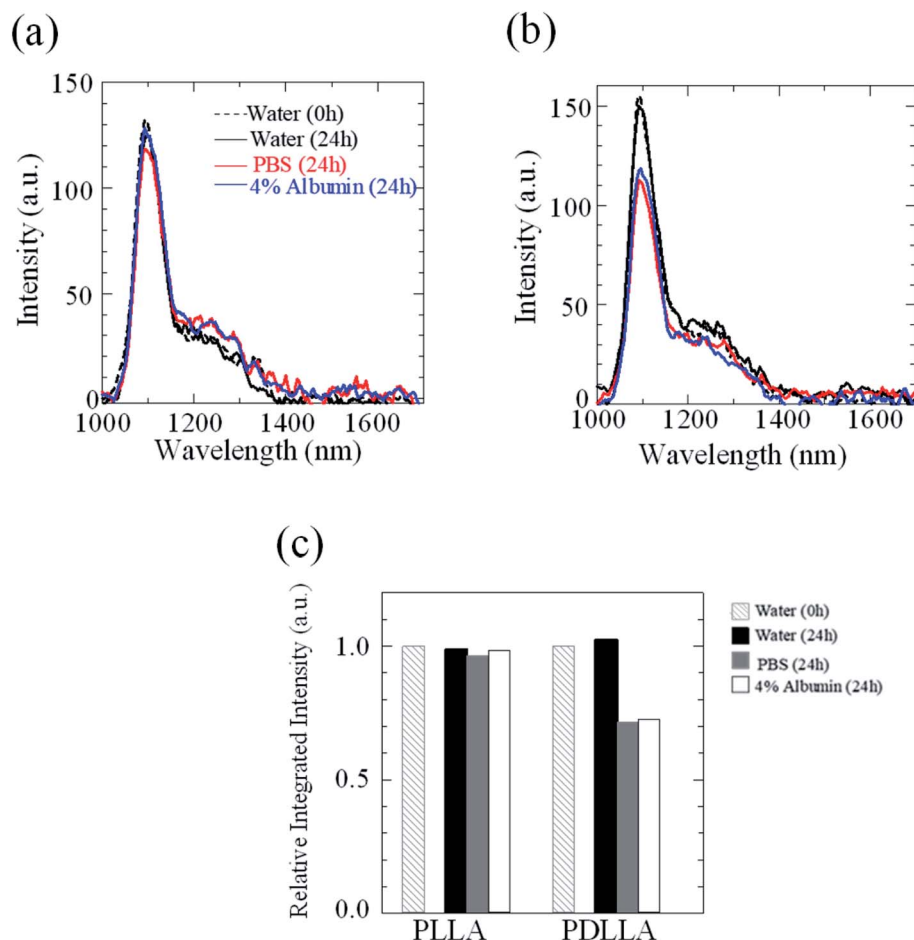 (a)
150
100
50
0
1000 1200 1400 1600
Wavelength (nm)
Intensity (a.u.)
Water (0h)
Water (24h)
PBS (24h)
4% Albumin (24h)
(b)
150
100
50
0
1000 1200 1400 1600
Wavelength (nm)
Intensity (a.u.)
(c)
Relative Integrated Intensity (a.u.)
1.0
0.5
0.0
PLLA PDLLA
Water (0h)
Water (24h)
PBS (24h)
4% Albumin (24h)